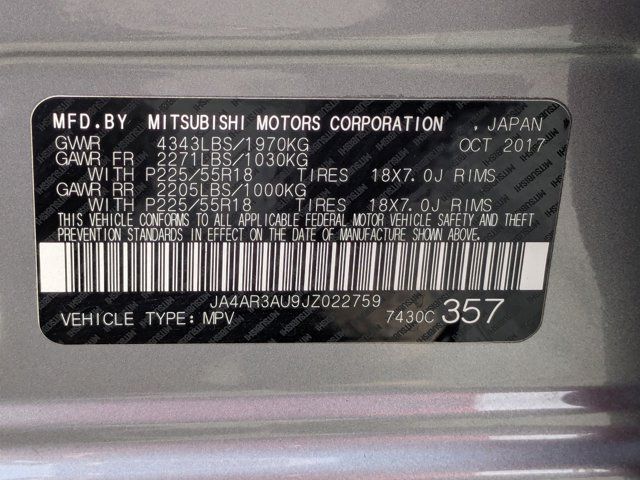 MFD.BY MITSUBISHI MOTORS CORPORATION , JAPAN
GVWR 4343LBS/1970KG OCT 2017
GAWR FR 2271LBS/1030KG
WITH P225/55R18 TIRES 18X7.0J RIMS
GAWR RR 2205LBS/1000KG
WITH P225/55R18 TIRES 18X7.0J RIMS
THIS VEHICLE CONFORMS TO ALL APPLICABLE FEDERAL MOTOR VEHICLE SAFETY AND THEFT
PREVENTION STANDARDS IN EFFECT ON THE DATE OF MANUFACTURE SHOWN ABOVE.
JA4AR3AU9JZ022759
VEHICLE TYPE:MPV 7430C 357